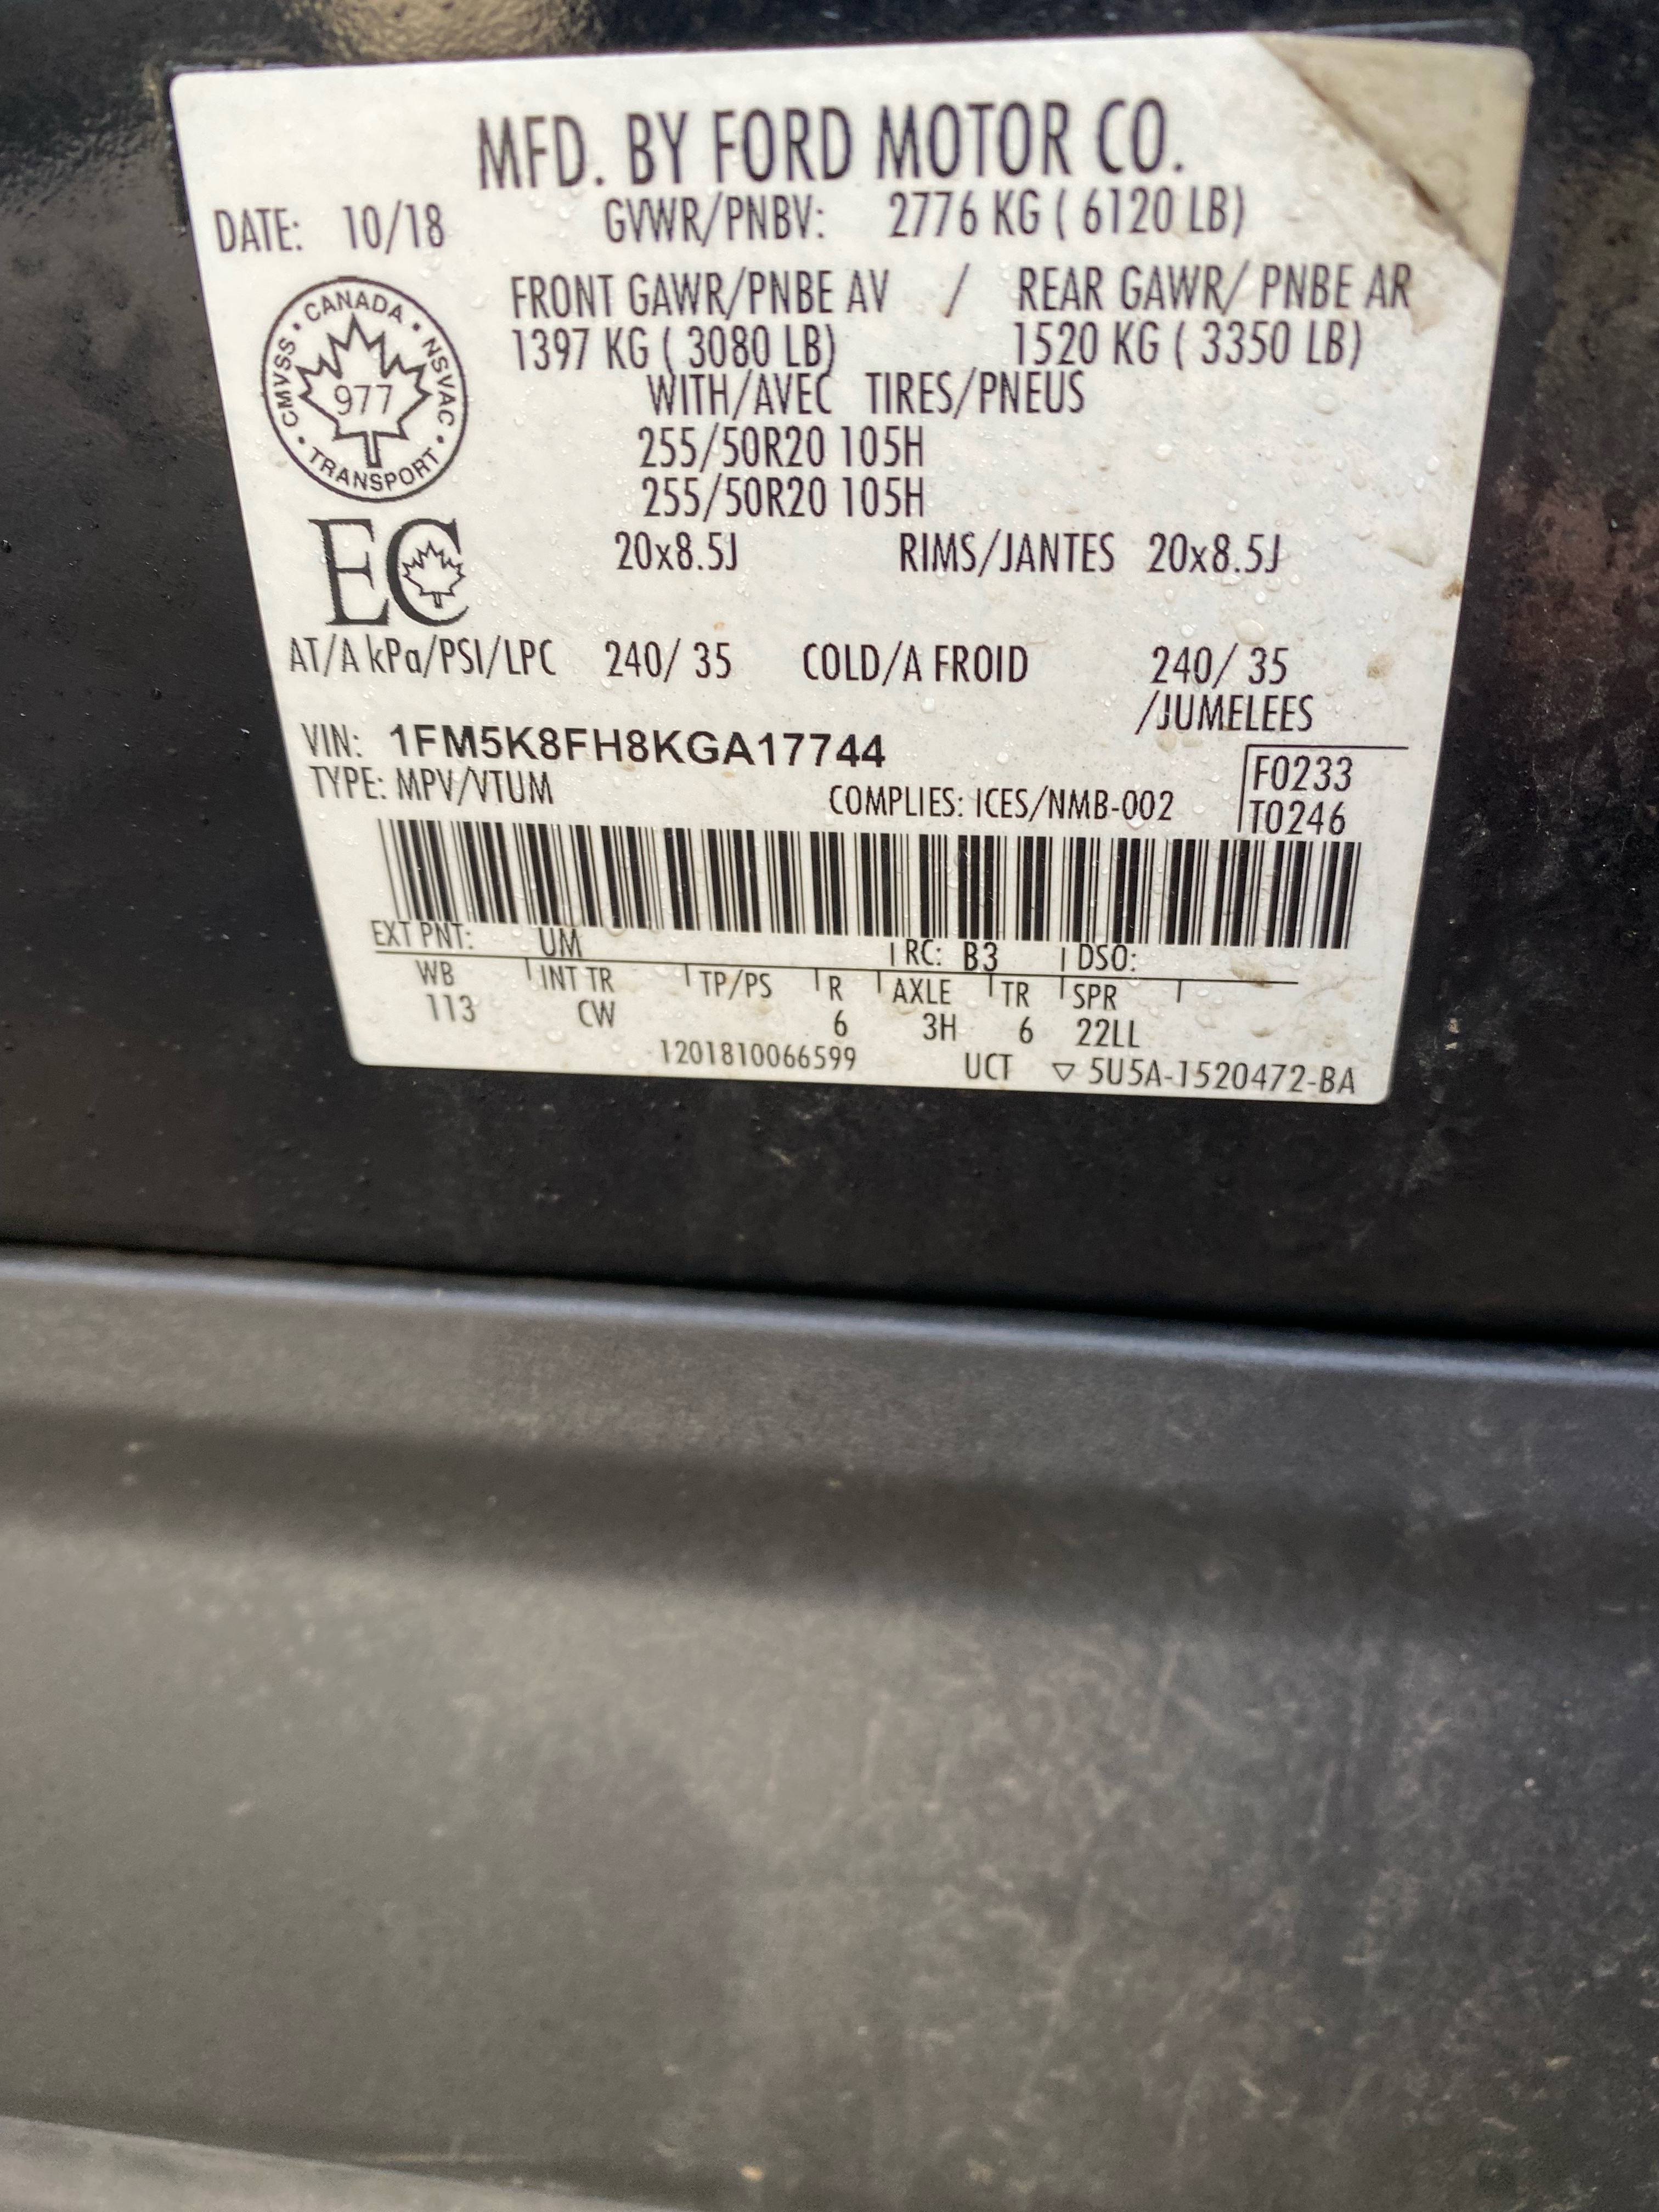 MFD. BY FORD MOTOR CO.
DATE: 10/18 GVWR/PNBV: 2776 KG ( 6120 LB)
FRONT GAWR/PNBE AV / REAR GAWR/ PNBE AR
1397 KG ( 3080 LB) 1520 KG ( 3350 LB)
WITH/AVEC TIRES/PNEUS
255/50R20 105H
255/50R20 105H
20x8.5J RIMS/JANTES 20x8.5J
CANADA • NSVAC • TRANSPORT • CMVSS •
977
EC
AT/A kPa/PSI/LPC 240/ 35 COLD/A FROID 240/ 35
/JUMELEES
VIN: 1FM5K8FH8KGA17744
TYPE: MPV/VTUM COMPLIES: ICES/NMB-002
F0233
T0246
EXT PNT: UM RC: B3 DSO:
WB INT TR TP/PS R AXLE TR SPR
113 CW 6 3H 6 22LL
1201810066599 UCT ▽ 5U5A-1520472-BA